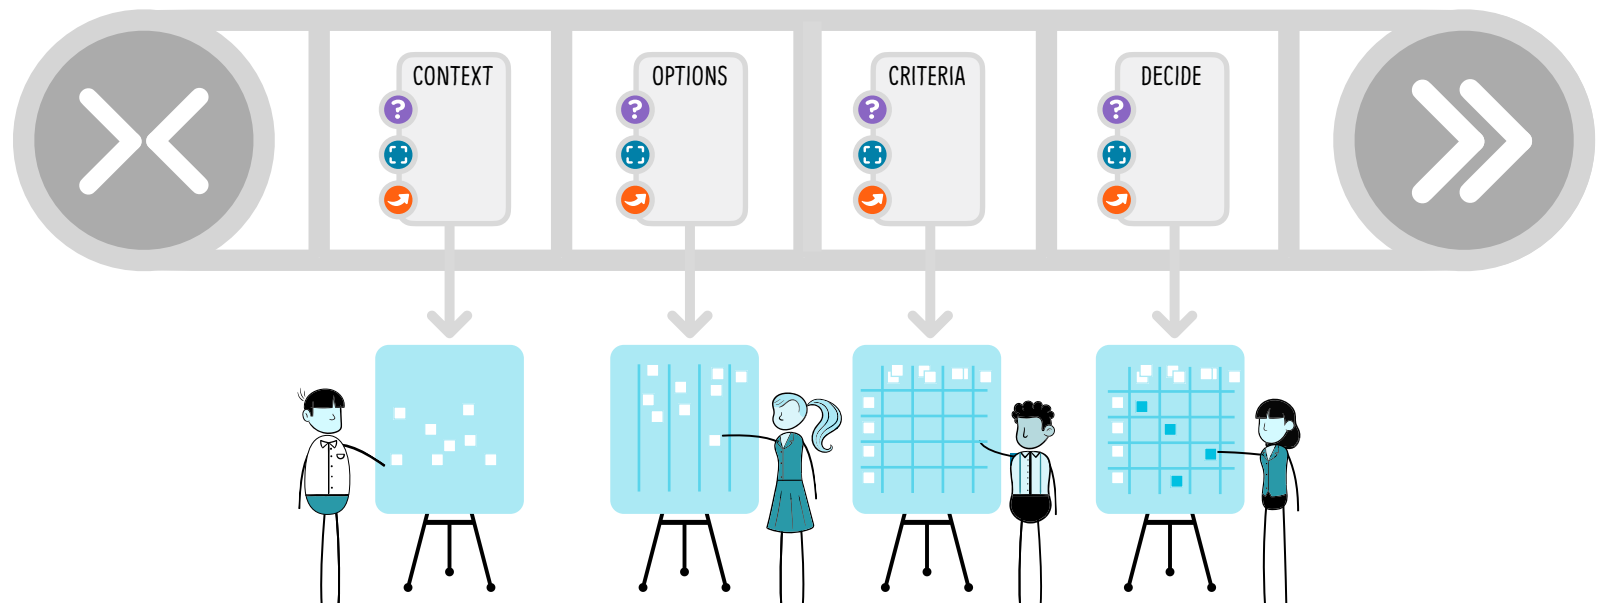 CONTEXT
OPTIONS
CRITERIA
DECIDE
?
?
?
?